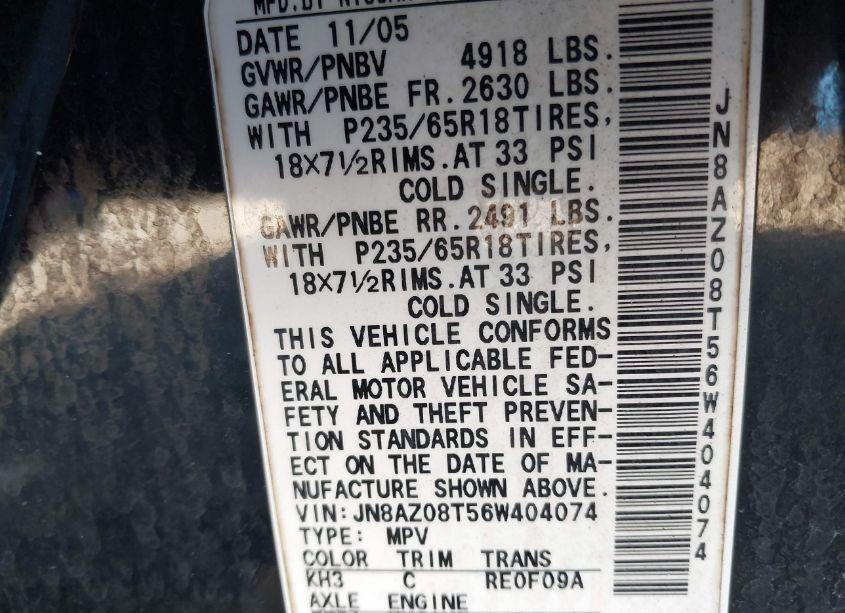 MFD.BY NISSAN
DATE 11/05
GVWR/PNBV 4918 LBS.
GAWR/PNBE FR. 2630 LBS.
WITH P235/65R18TIRES,
18X7½RIMS.AT 33 PSI
COLD SINGLE.
GAWR/PNBE RR. 2491 LBS.
WITH P235/65R18TIRES,
18X7½RIMS.AT 33 PSI
COLD SINGLE.
THIS VEHICLE CONFORMS
TO ALL APPLICABLE FED-
ERAL MOTOR VEHICLE SA-
FETY AND THEFT PREVEN-
TION STANDARDS IN EFF-
ECT ON THE DATE OF MA-
NUFACTURE SHOWN ABOVE.
VIN:JN8AZ08T56W404074
TYPE: MPV
COLOR TRIM TRANS
KH3 C RE0F09A
AXLE ENGINE
JN8AZ08T56W404074